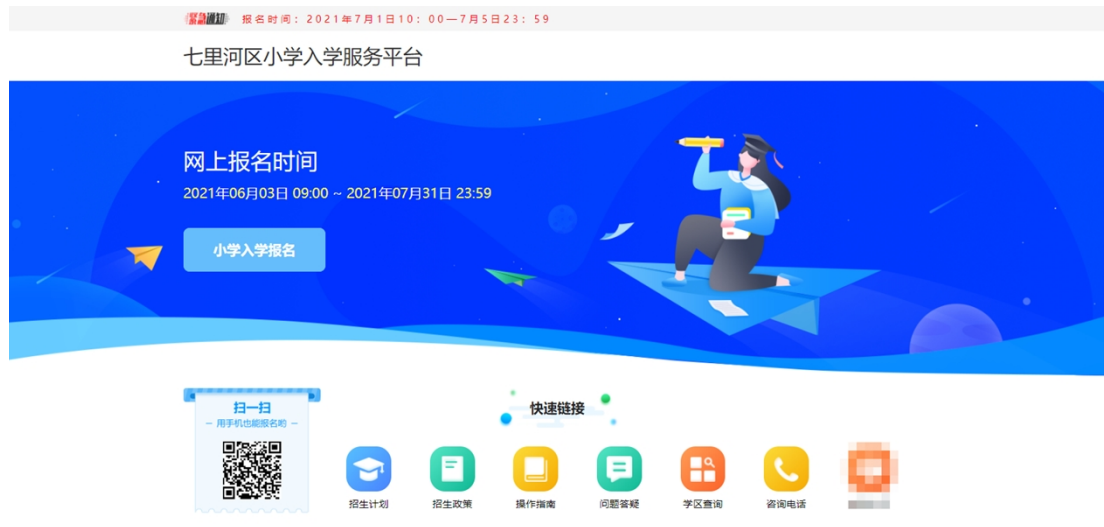 紧急通知 报名时间：2021年7月1日10：00—7月5日23：59
七里河区小学入学服务平台
网上报名时间
2021年06月03日 09:00 ~ 2021年07月31日 23:59
小学入学报名
扫一扫
用手机也能报名哟
快速链接
招生计划 招生政策 操作指南 问题答疑 学区查询 咨询电话